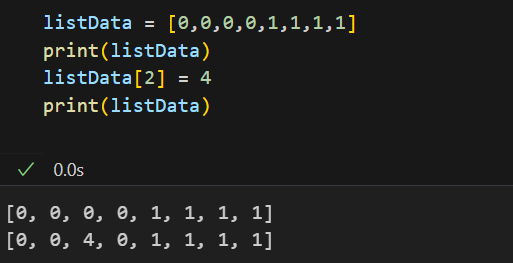 listData = [0,0,0,0,1,1,1,1]
print(listData)
listData[2] = 4
print(listData)
0.0s
[0, 0, 0, 0, 1, 1, 1, 1]
[0, 0, 4, 0, 1, 1, 1, 1]